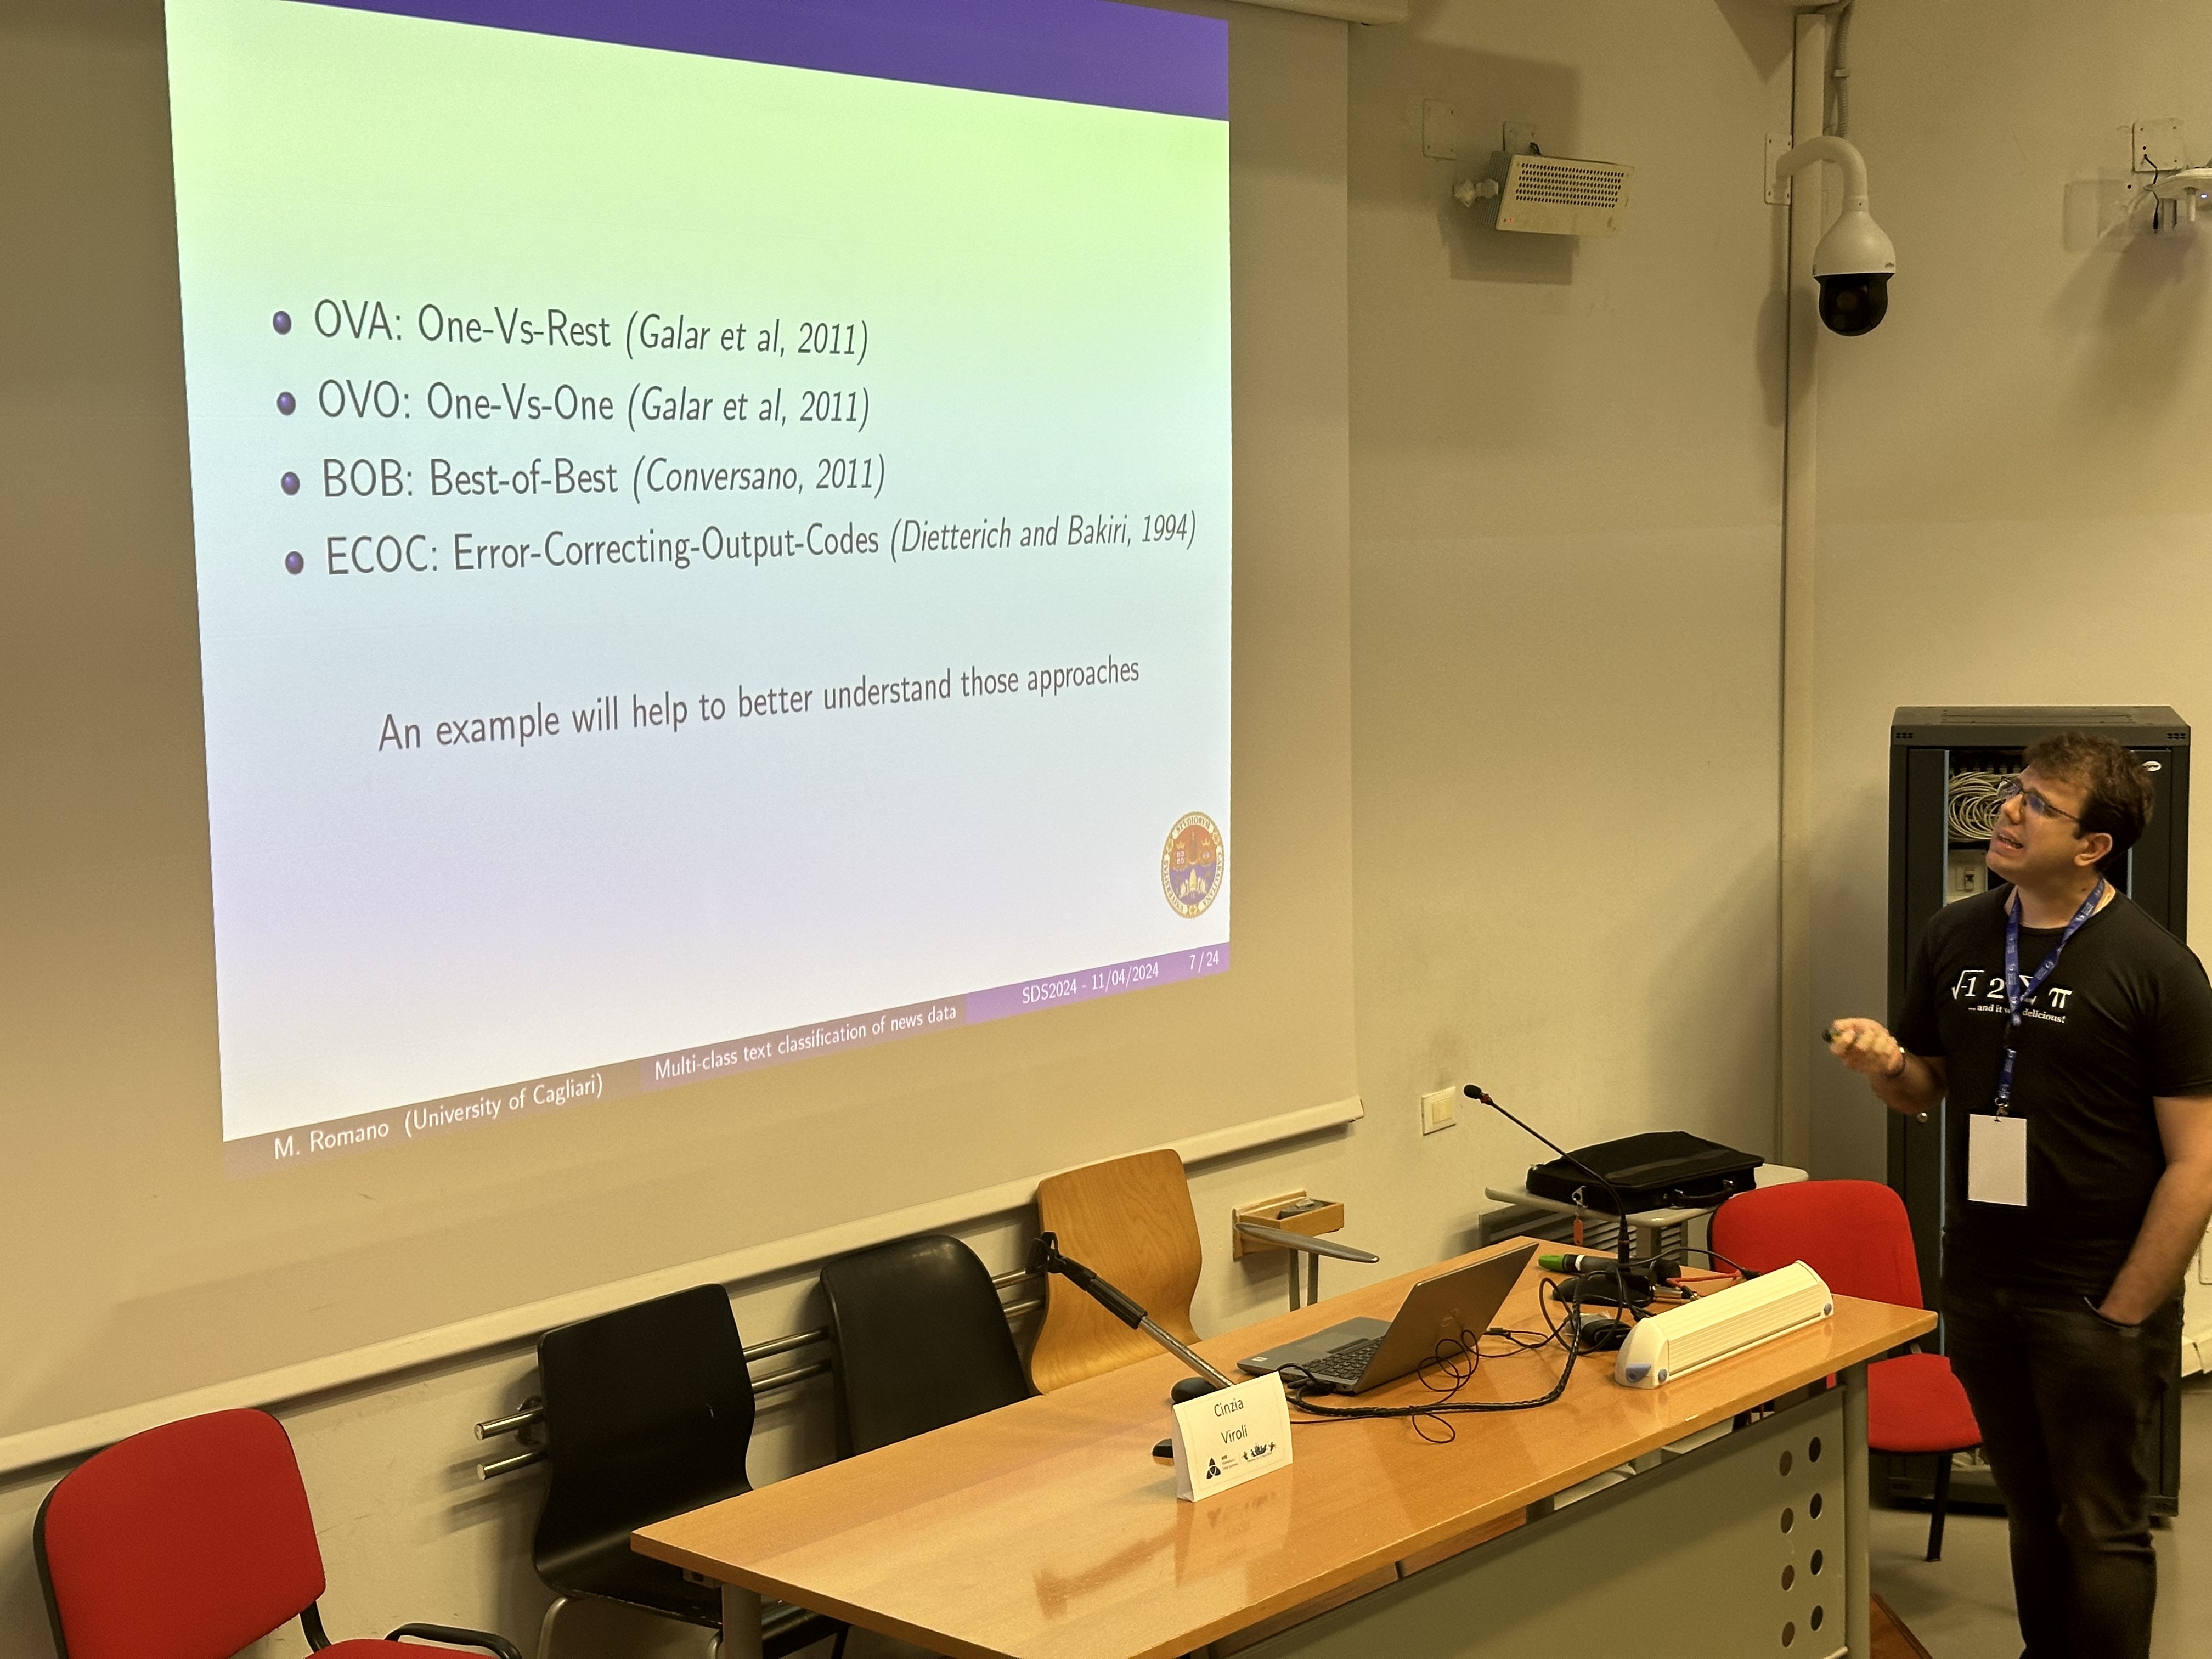 OVA: One-Vs-Rest (Galar et al, 2011)
OVO: One-Vs-One (Galar et al, 2011)
BOB: Best-of-Best (Conversano, 2011)
ECOC: Error-Correcting-Output-Codes (Dietterich and Bakiri, 1994)
An example will help to better understand those approaches
M. Romano (University of Cagliari) Multi-class text classification of news data SDS2024 - 11/04/2024 7 / 24
√-1 2 Σ π
... and it delicious!
Cinzia
Viroli